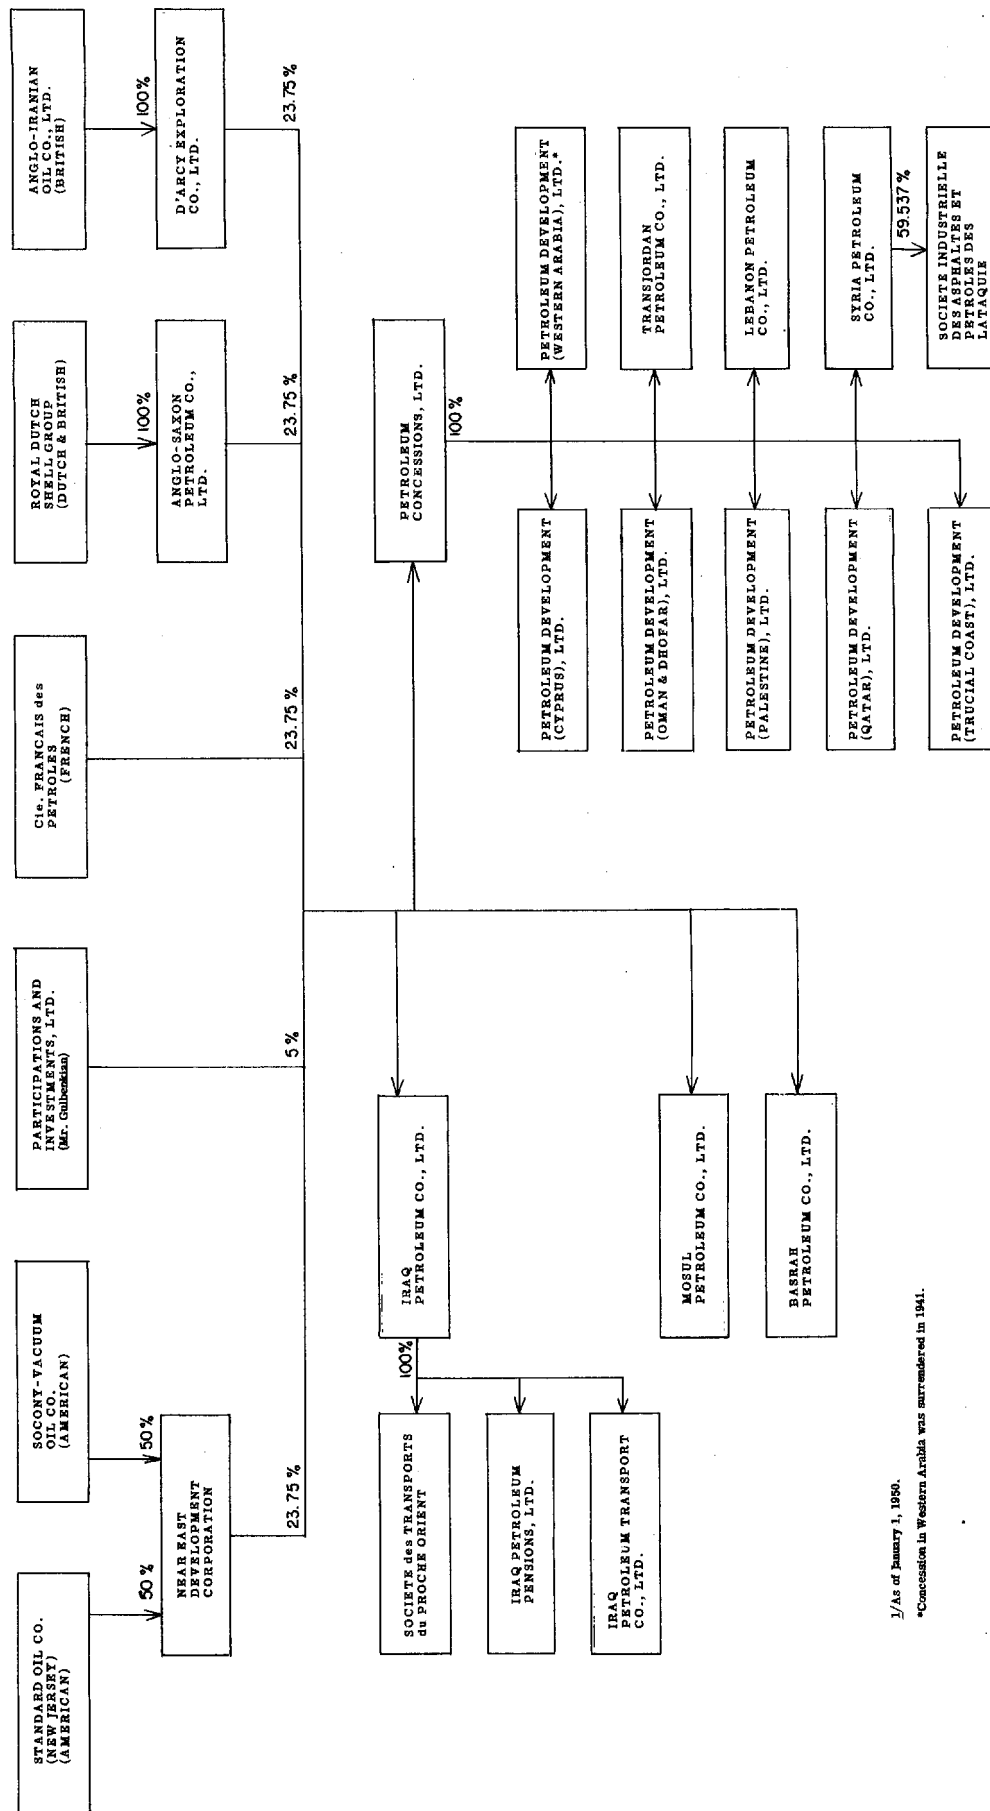 STANDARD OIL CO.
(NEW JERSEY)
(AMERICAN)
SOCONY-VACUUM
OIL CO.
(AMERICAN)
PARTICIPATIONS AND
INVESTMENTS, LTD.
(Mr. Gulbenkian)
Cie. FRANCAIS des
PETROLES
(FRENCH)
ROYAL DUTCH
SHELL GROUP
(DUTCH & BRITISH)
ANGLO-IRANIAN
OIL CO., LTD.
(BRITISH)
50%
50%
100%
100%
NEAR EAST
DEVELOPMENT
CORPORATION
ANGLO-SAXON
PETROLEUM CO.,
LTD.
D'ARCY EXPLORATION
CO., LTD.
23.75 %
5 %
23.75 %
23.75 %
23.75 %
IRAQ
PETROLEUM CO., LTD.
PETROLEUM
CONCESSIONS, LTD.
100%
100%
SOCIETE des TRANSPORTS
du PROCHE ORIENT
IRAQ PETROLEUM
PENSIONS, LTD.
IRAQ
PETROLEUM TRANSPORT
CO., LTD.
MOSUL
PETROLEUM CO., LTD.
BASRAH
PETROLEUM CO., LTD.
PETROLEUM DEVELOPMENT
(CYPRUS), LTD.
PETROLEUM DEVELOPMENT
(WESTERN ARABIA), LTD.*
PETROLEUM DEVELOPMENT
(OMAN & DHOFAR), LTD.
TRANSJORDAN
PETROLEUM CO., LTD.
PETROLEUM DEVELOPMENT
(PALESTINE), LTD.
LEBANON PETROLEUM
CO., LTD.
PETROLEUM DEVELOPMENT
(QATAR), LTD.
SYRIA PETROLEUM
CO., LTD.
59.537 %
PETROLEUM DEVELOPMENT
(TRUCIAL COAST), LTD.
SOCIETE INDUSTRIELLE
DES ASPHALTES ET
PETROLES DES
LATAQUIE
1/As of January 1, 1950.
*Concession in Western Arabia was surrendered in 1941.